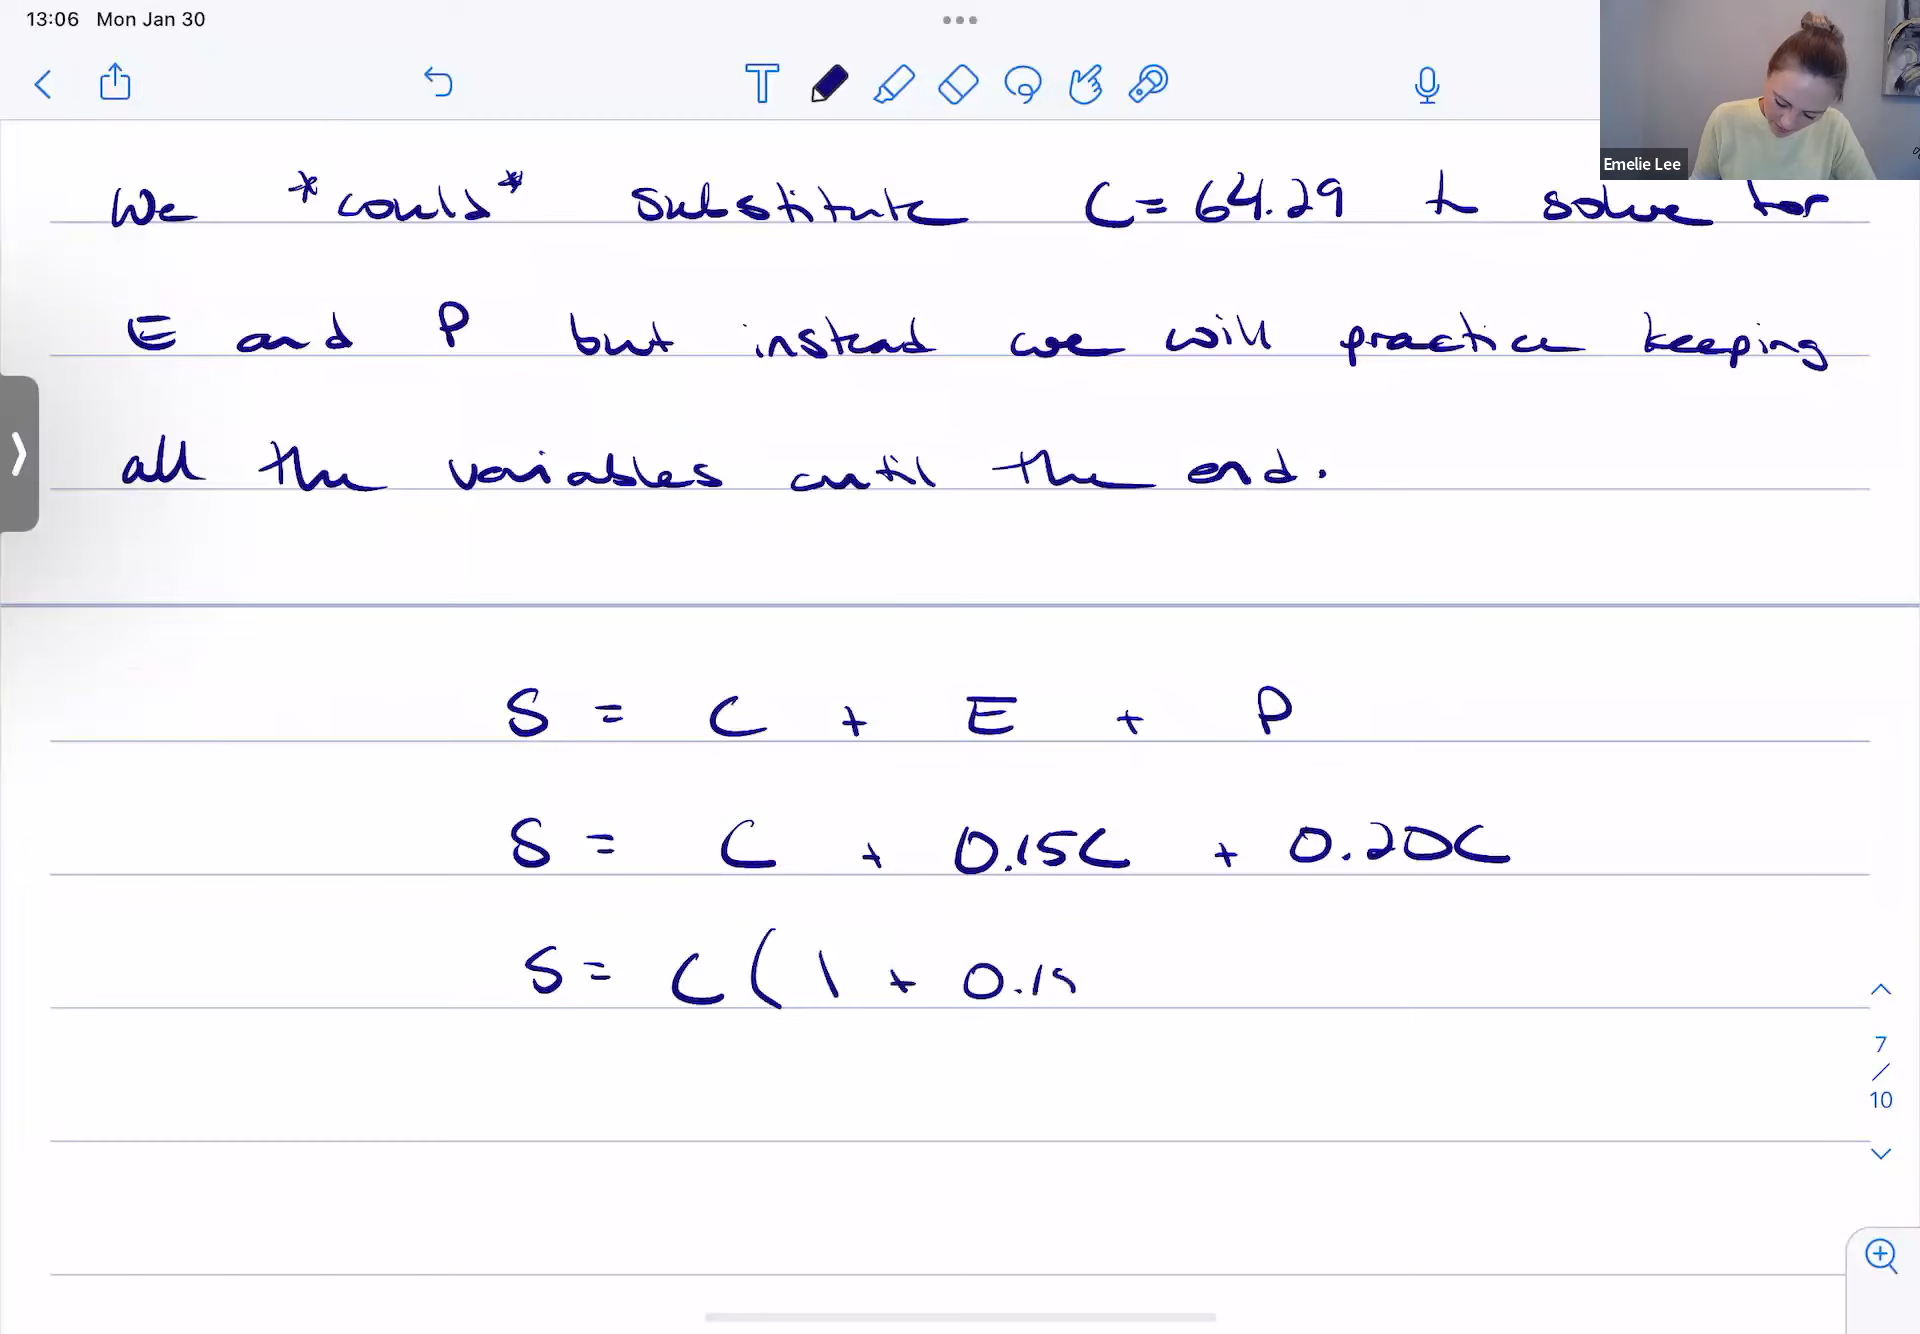 13:06 Mon Jan 30
T
Emelie Lee
We *could* substitute C = 64.29 to solve for
E and P but instead we will practice keeping
all the variables until the end.
S = C + E + P
S = C + 0.15C + 0.20C
S = C ( 1 + 0.15
7
/
10